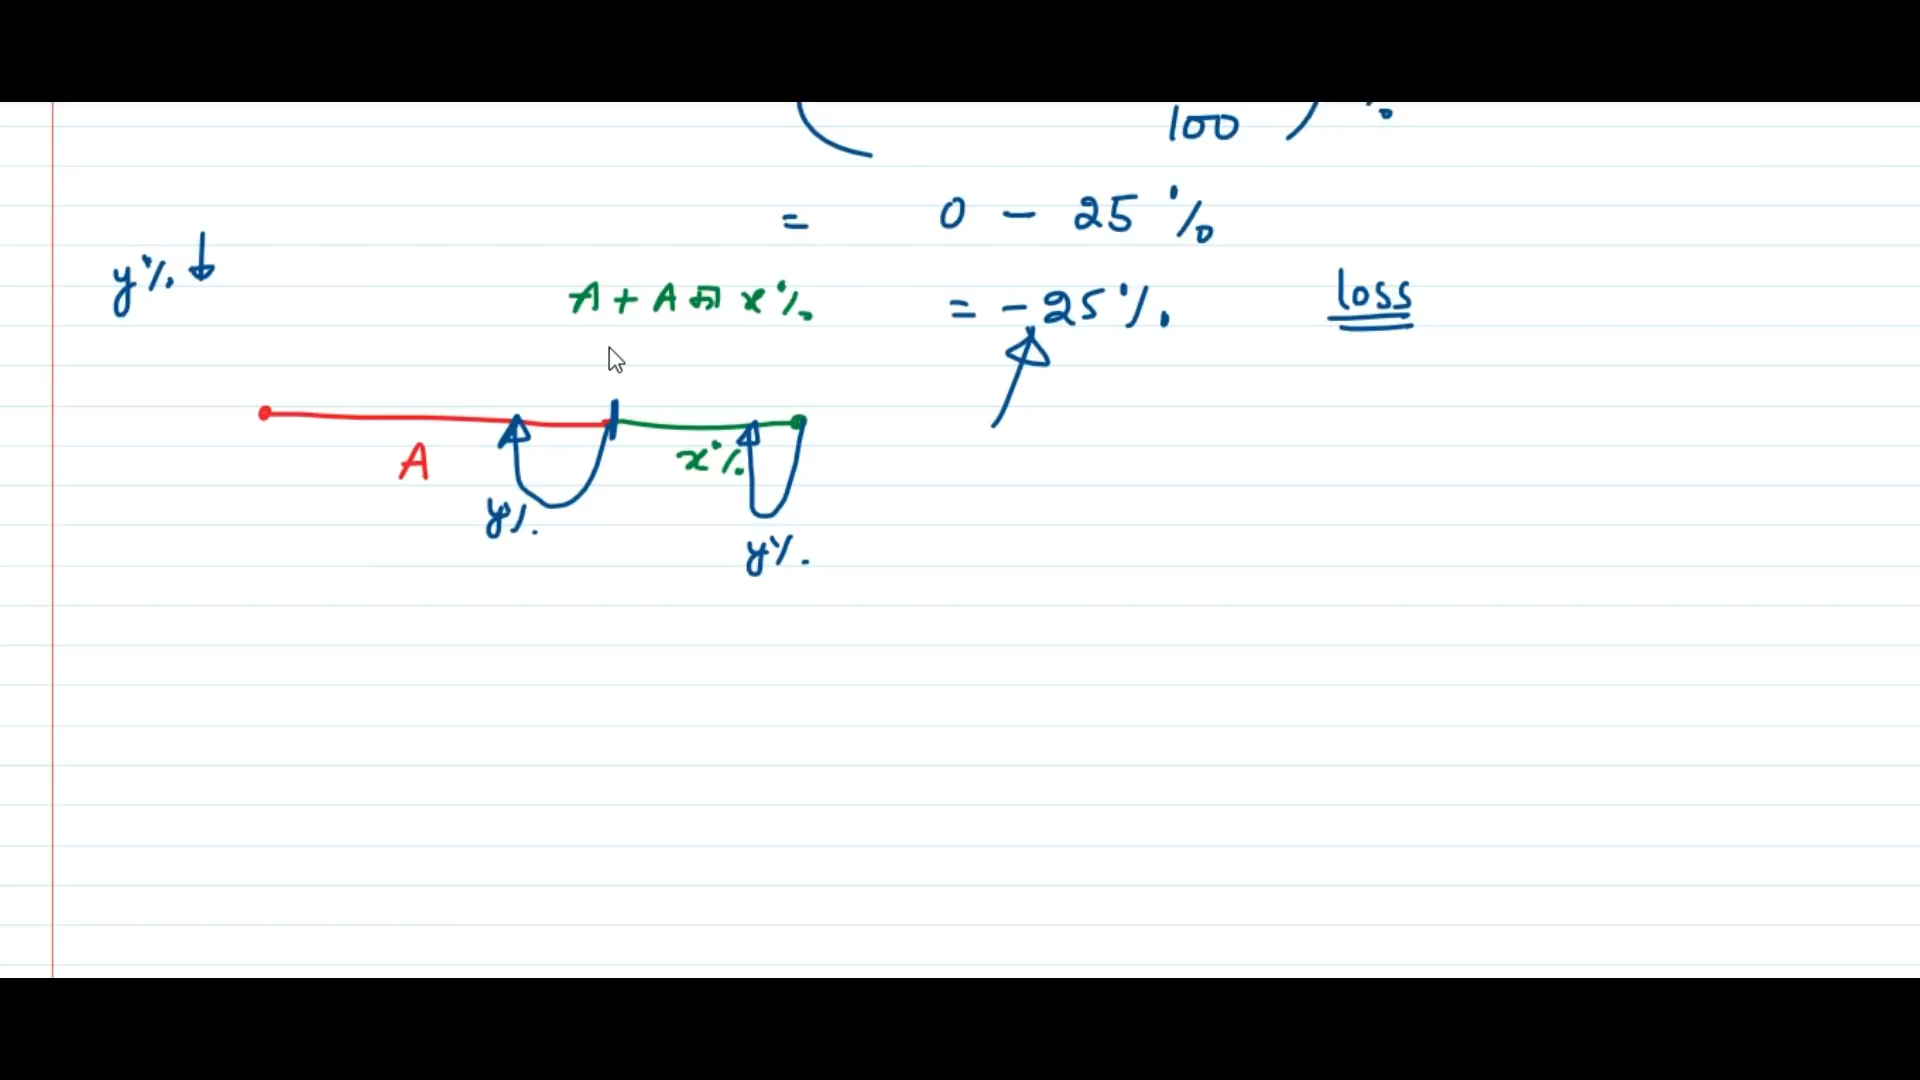 100 %
= 0 - 25 %
y% ↓
A + A का x% = -25% loss
A x%
y%.
y%.